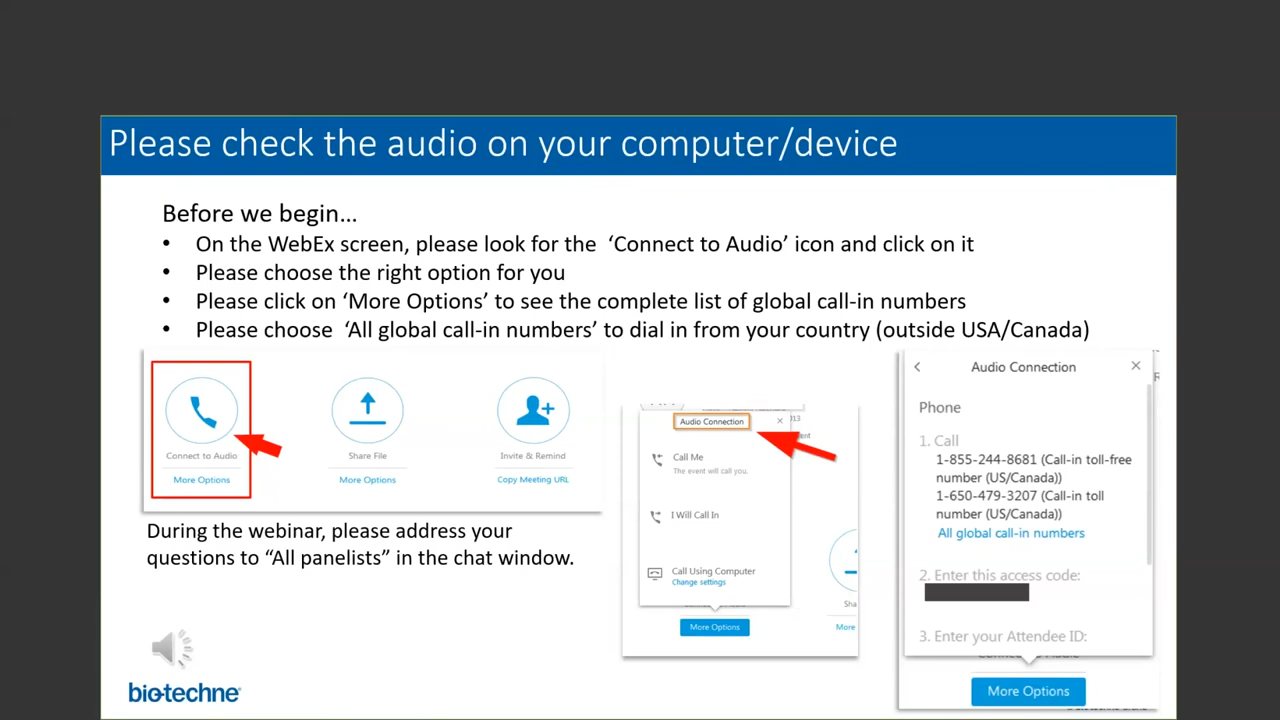 Please check the audio on your computer/device
Before we begin...
• On the WebEx screen, please look for the ‘Connect to Audio’ icon and click on it
• Please choose the right option for you
• Please click on ‘More Options’ to see the complete list of global call-in numbers
• Please choose ‘All global call-in numbers’ to dial in from your country (outside USA/Canada)
Connect to Audio
More Options
Share File
More Options
Invite & Remind
Copy Meeting URL
During the webinar, please address your
questions to “All panelists” in the chat window.
Audio Connection
Call Me
The event will call you.
I Will Call In
Call Using Computer
Change settings
More Options
Sha
More
Audio Connection
Phone
1. Call
1-855-244-8681 (Call-in toll-free
number (US/Canada))
1-650-479-3207 (Call-in toll
number (US/Canada))
All global call-in numbers
2. Enter this access code:
3. Enter your Attendee ID:
More Options
bio-techne